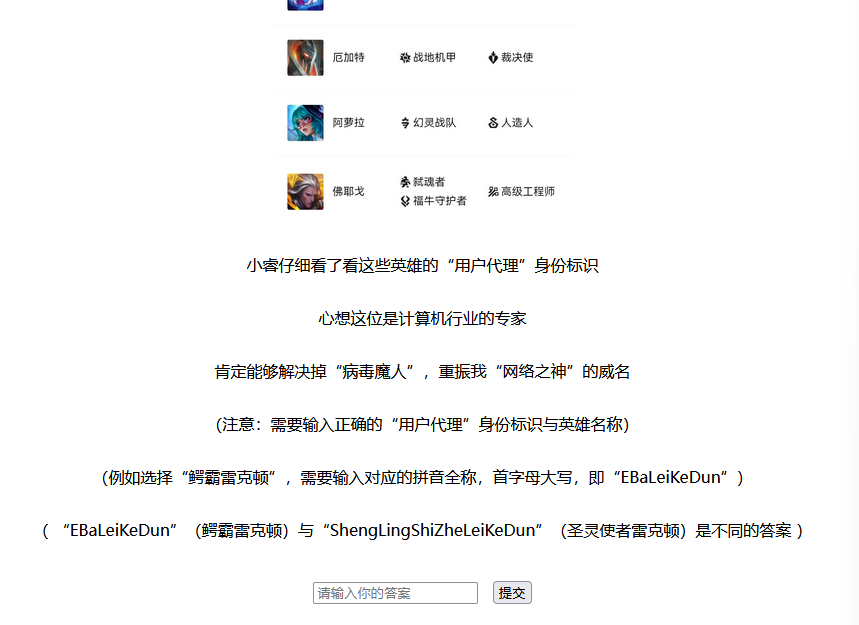 厄加特 战地机甲 裁决使
阿萝拉 幻灵战队 人造人
弑魂者
佛耶戈 高级工程师
福牛守护者
小睿仔细看了看这些英雄的“用户代理”身份标识
心想这位是计算机行业的专家
肯定能够解决掉“病毒魔人”，重振我“网络之神”的威名
（注意：需要输入正确的“用户代理”身份标识与英雄名称）
（例如选择“鳄霸雷克顿”，需要输入对应的拼音全称，首字母大写，即“EBaLeiKeDun”）
（ “EBaLeiKeDun”（鳄霸雷克顿）与“ShengLingShiZheLeiKeDun”（圣灵使者雷克顿）是不同的答案 ）
请输入你的答案 提交